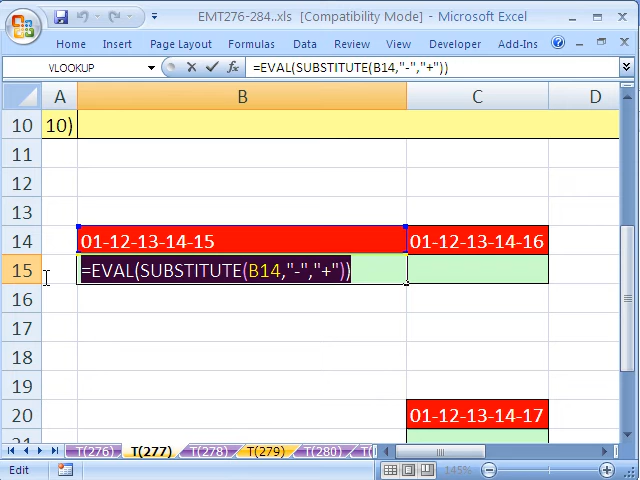 EMT276-284..xls [Compatibility Mode] - Microsoft Excel
Home Insert Page Layout Formulas Data Review View Developer Add-Ins
VLOOKUP =EVAL(SUBSTITUTE(B14,"-","+"))
A B C D
10 10)
11
12
13
14 01-12-13-14-15 01-12-13-14-16
15 =EVAL(SUBSTITUTE(B14,"-","+"))
16
17
18
19
20 01-12-13-14-17
21
T(276) T(277) T(278) T(279) T(280)
Edit 145%